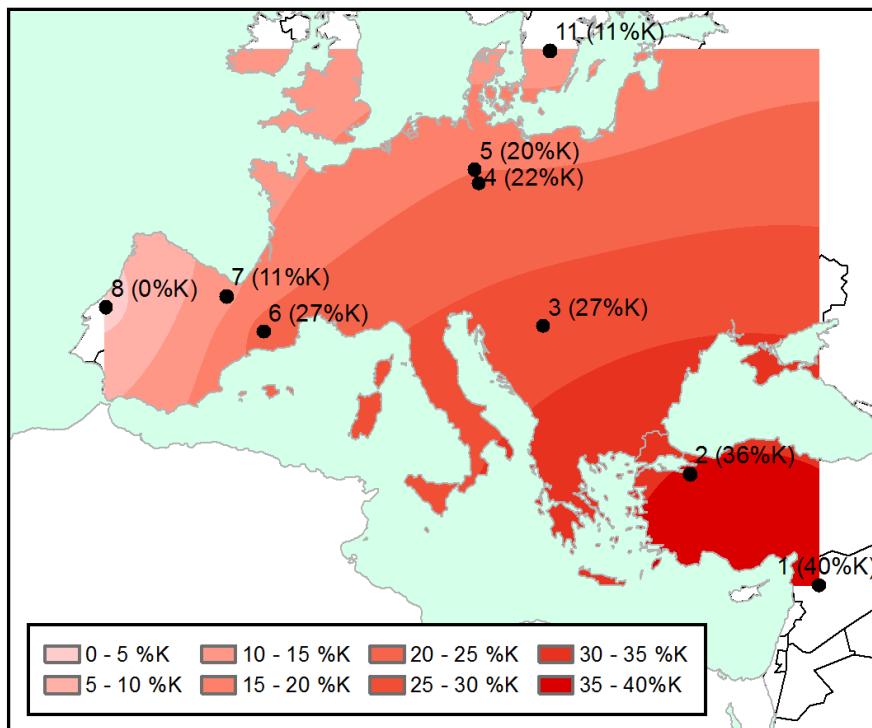 11 (11%K)
5 (20%K)
4 (22%K)
8 (0%K)
7 (11%K)
6 (27%K)
3 (27%K)
2 (36%K)
1 (40%K)
0 - 5 %K
10 - 15 %K
20 - 25 %K
30 - 35 %K
5 - 10 %K
15 - 20 %K
25 - 30 %K
35 - 40%K